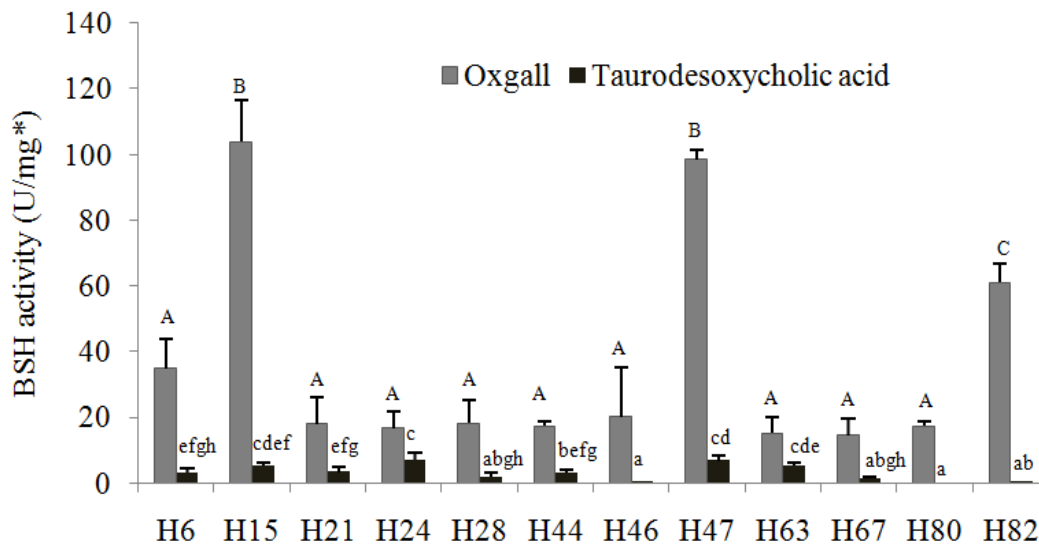 140
120
100
80
60
40
20
0
BSH activity (U/mg*)
Oxgall Taurodesoxycholic acid
A B A A A A A B A A A C
efgh cdef efg c abgh befg a cd cde abgh a ab
H6 H15 H21 H24 H28 H44 H46 H47 H63 H67 H80 H82